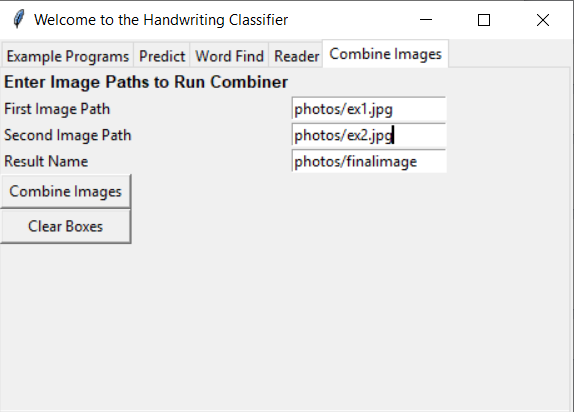 Welcome to the Handwriting Classifier
Example Programs Predict Word Find Reader Combine Images
Enter Image Paths to Run Combiner
First Image Path photos/ex1.jpg
Second Image Path photos/ex2.jpg
Result Name photos/finalimage
Combine Images
Clear Boxes